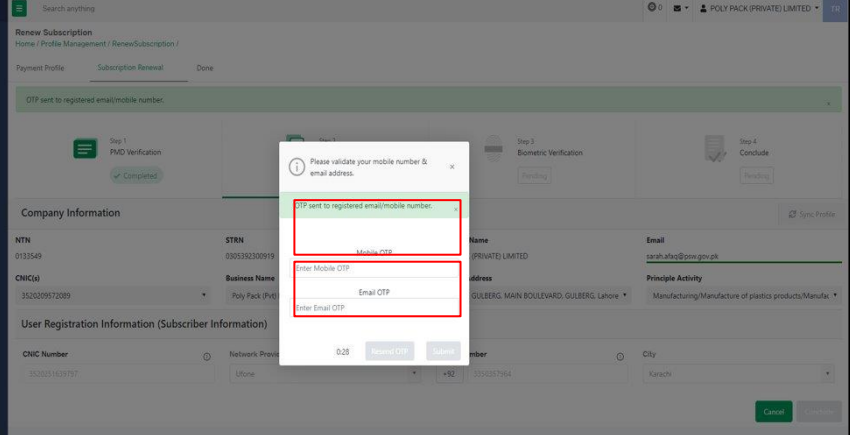 Search anything
0
POLY PACK (PRIVATE) LIMITED
Renew Subscription
Home / Profile Management / RenewSubscription /
Payment Profile
Subscription Renewal
Done
OTP sent to registered email/mobile number.
×
Step 1
PMD Verification
Completed
Step 2
Step 3
Biometric Verification
Pending
Step 4
Conclude
Pending
Please validate your mobile number &
email address.
×
OTP sent to registered email/mobile number.
×
Mobile OTP
Enter Mobile OTP
Email OTP
Enter Email OTP
0:28
Resend OTP
Submit
Company Information
Sync Profile
NTN
0133549
STRN
0305392300919
Name
(PRIVATE) LIMITED
Email
sarah.afaq@psw.gov.pk
CNIC(s)
3520209572089
Business Name
Poly Pack (Pvt)
Address
GULBERG, MAIN BOULEVARD, GULBERG, Lahore
Principle Activity
Manufacturing/Manufacture of plastics products/Manufac
User Registration Information (Subscriber Information)
CNIC Number
Network Provi
Ufone
mber
+92
City
Karachi
Cancel